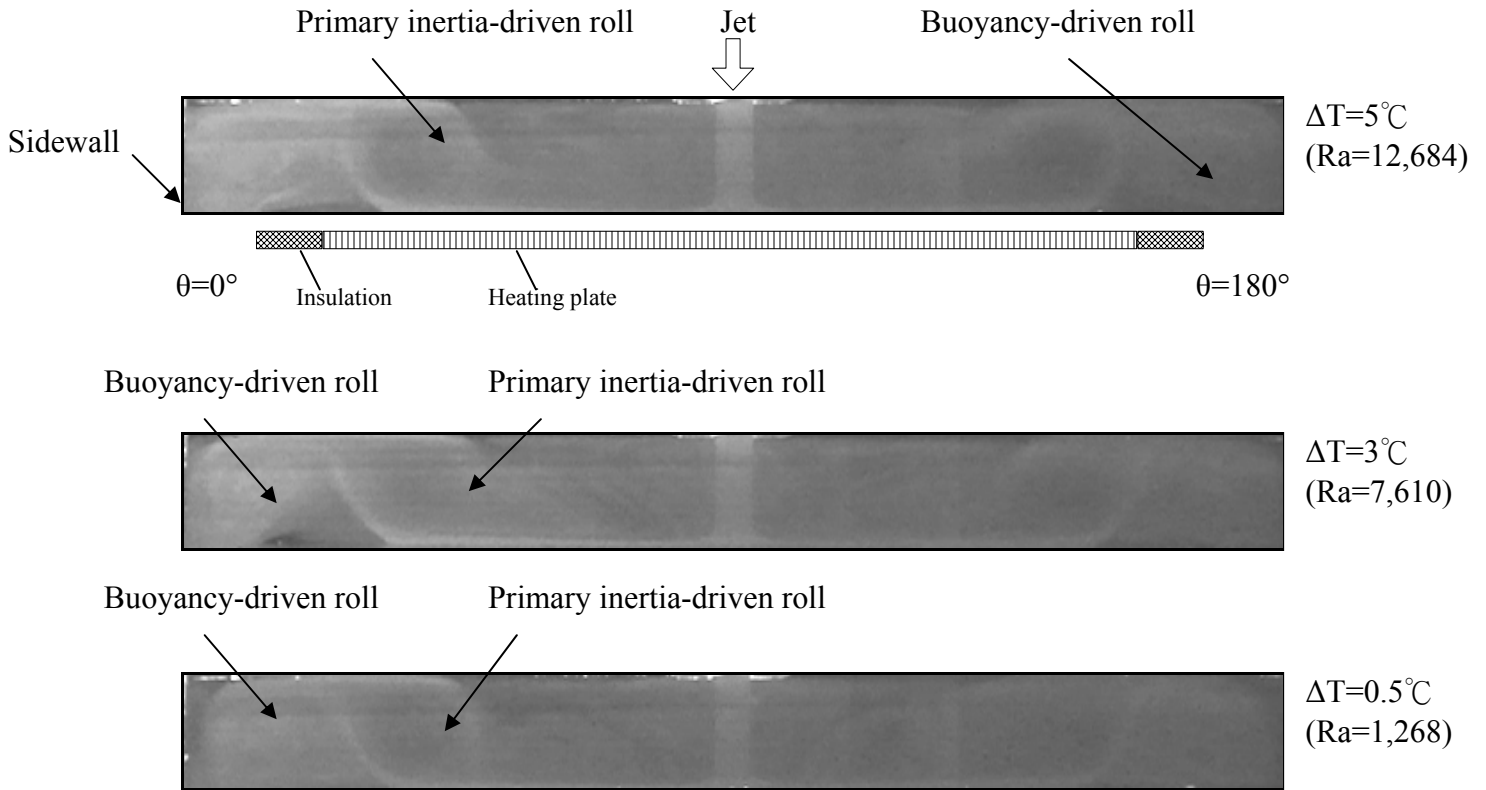 Primary inertia-driven roll
Jet
Buoyancy-driven roll
Sidewall
ΔT=5℃
(Ra=12,684)
θ=0°
Insulation
Heating plate
θ=180°
Buoyancy-driven roll
Primary inertia-driven roll
ΔT=3℃
(Ra=7,610)
Buoyancy-driven roll
Primary inertia-driven roll
ΔT=0.5℃
(Ra=1,268)